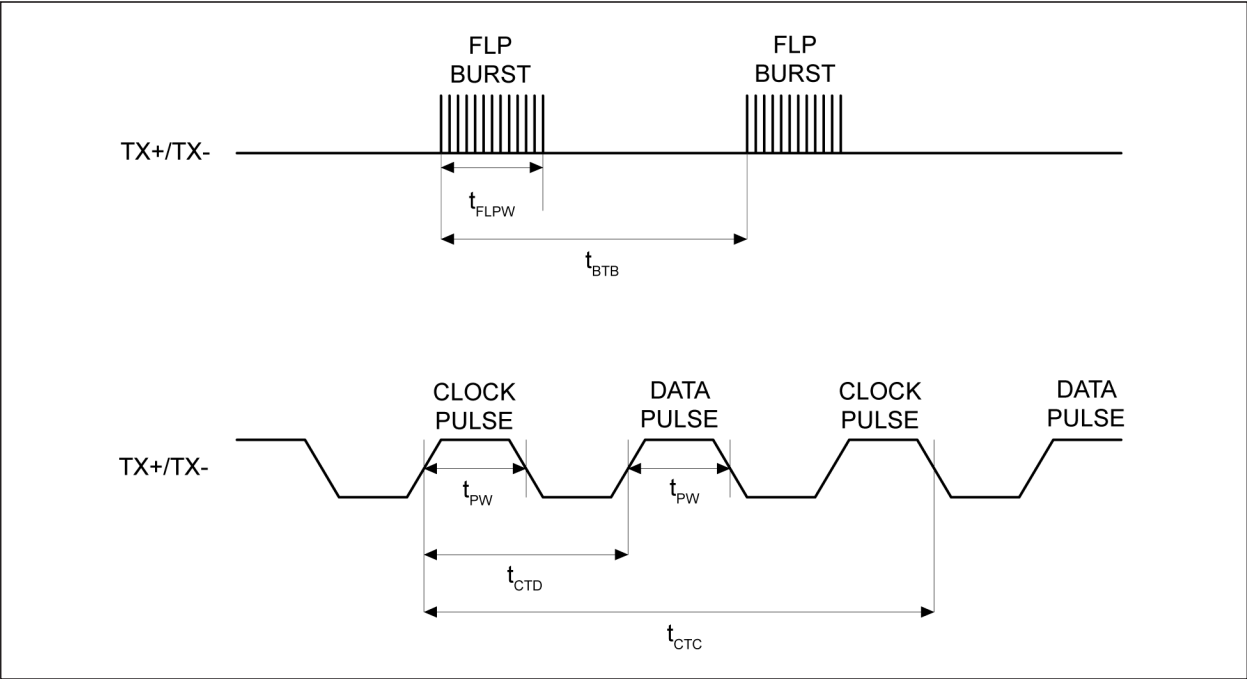 FLP
BURST
FLP
BURST
TX+/TX-
tFLPW
tBTB
CLOCK
PULSE
DATA
PULSE
CLOCK
PULSE
DATA
PULSE
TX+/TX-
tPW
tPW
tCTD
tCTC